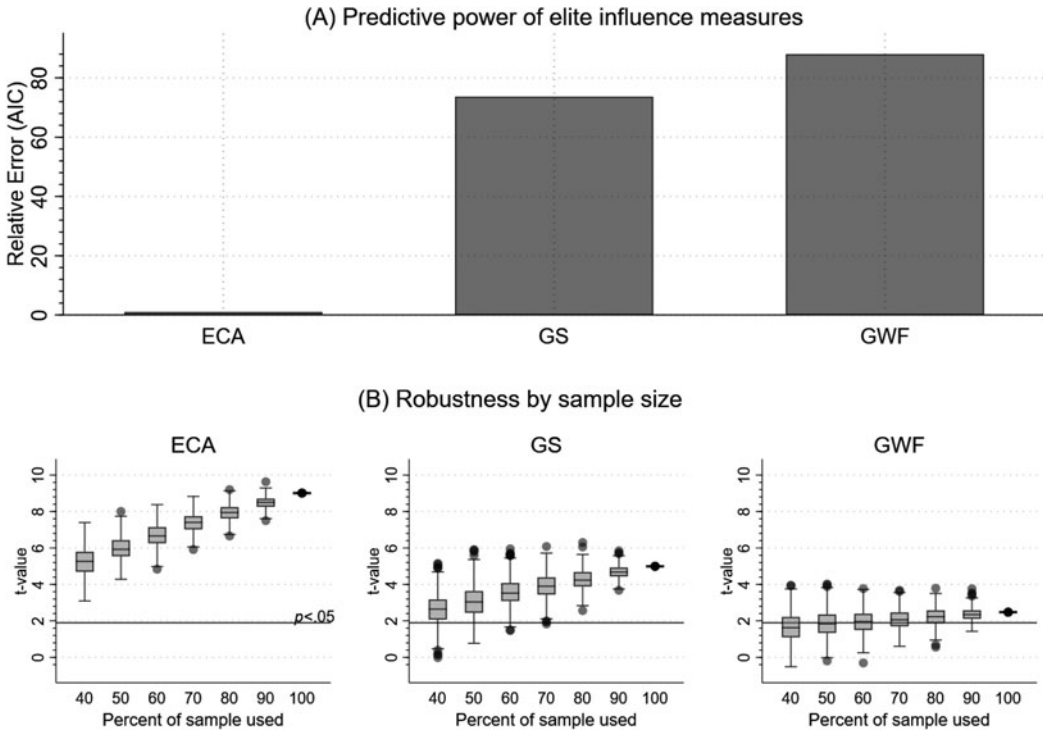 (A) Predictive power of elite influence measures
Relative Error (AIC)
80
60
40
20
0
ECA
GS
GWF
(B) Robustness by sample size
ECA
GS
GWF
t-value
10
8
6
4
2
0
p<.05
40 50 60 70 80 90 100
Percent of sample used
t-value
10
8
6
4
2
0
40 50 60 70 80 90 100
Percent of sample used
t-value
10
8
6
4
2
0
40 50 60 70 80 90 100
Percent of sample used